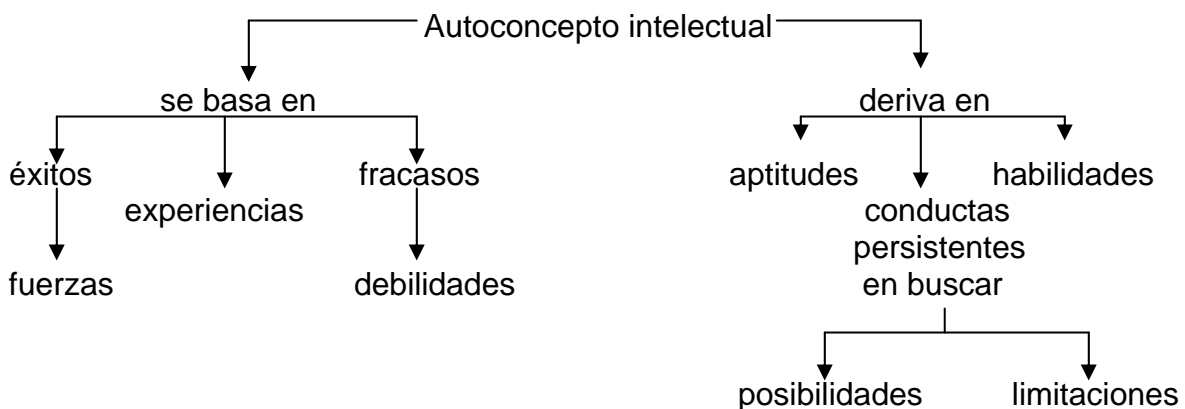 Autoconcepto intelectual
se basa en
deriva en
éxitos
fracasos
aptitudes
habilidades
experiencias
conductas
persistentes
en buscar
fuerzas
debilidades
posibilidades
limitaciones